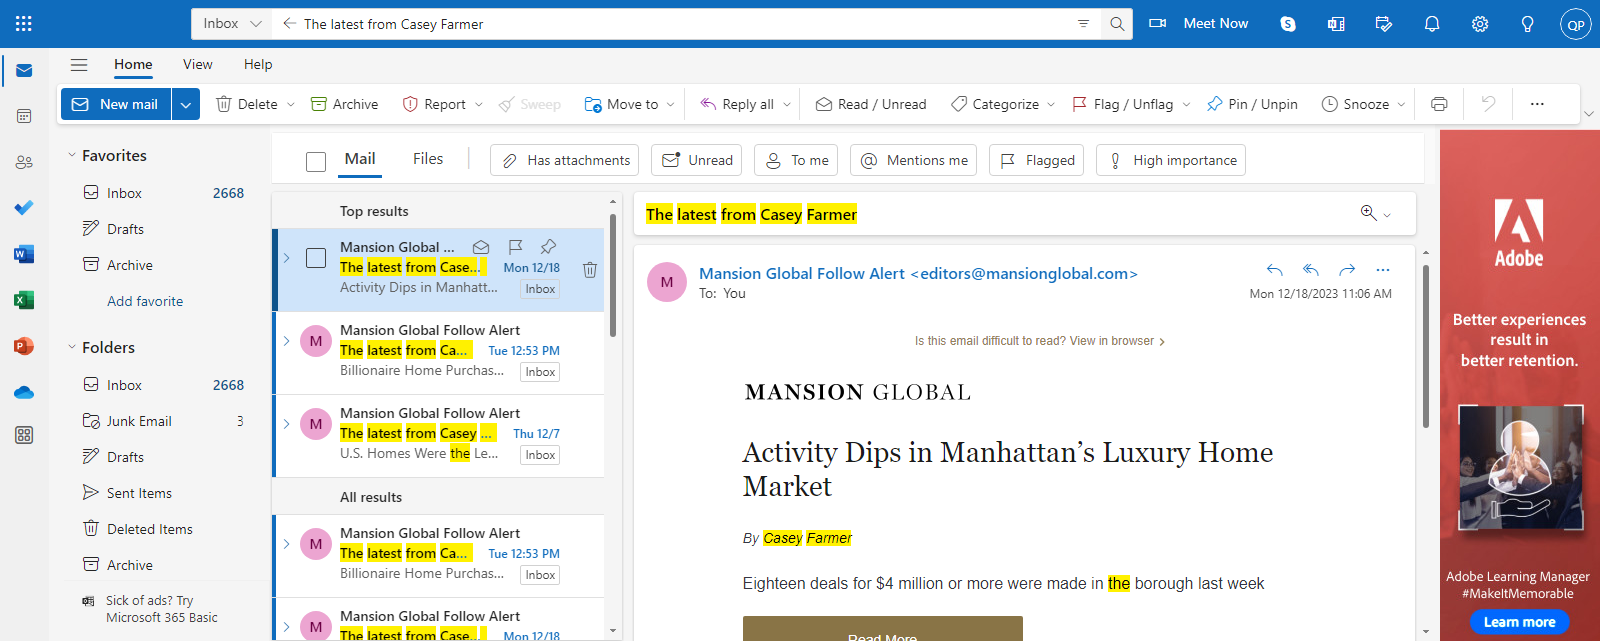 Inbox
The latest from Casey Farmer
Meet Now
QP
Home View Help
New mail Delete Archive Report Sweep Move to Reply all Read / Unread Categorize Flag / Unflag Pin / Unpin Snooze
Favorites
Inbox 2668
Drafts
Archive
Add favorite
Folders
Inbox 2668
Junk Email 3
Drafts
Sent Items
Deleted Items
Archive
Sick of ads? Try
Microsoft 365 Basic
Mail Files Has attachments Unread To me Mentions me Flagged High importance
Top results
Mansion Global ...
The latest from Case... Mon 12/18
Activity Dips in Manhatt... Inbox
M
Mansion Global Follow Alert
The latest from Ca... Tue 12:53 PM
Billionaire Home Purchas... Inbox
M
Mansion Global Follow Alert
The latest from Casey ... Thu 12/7
U.S. Homes Were the Le... Inbox
All results
M
Mansion Global Follow Alert
The latest from Ca... Tue 12:53 PM
Billionaire Home Purchas... Inbox
M
Mansion Global Follow Alert
The latest from Case... Mon 12/18
The latest from Casey Farmer
M
Mansion Global Follow Alert <editors@mansionglobal.com>
To: You
Mon 12/18/2023 11:06 AM
Is this email difficult to read? View in browser >
MANSION GLOBAL
Activity Dips in Manhattan’s Luxury Home
Market
By Casey Farmer
Eighteen deals for $4 million or more were made in the borough last week
Read More
Adobe
Better experiences
result in
better retention.
Adobe Learning Manager
#MakeItMemorable
Learn more